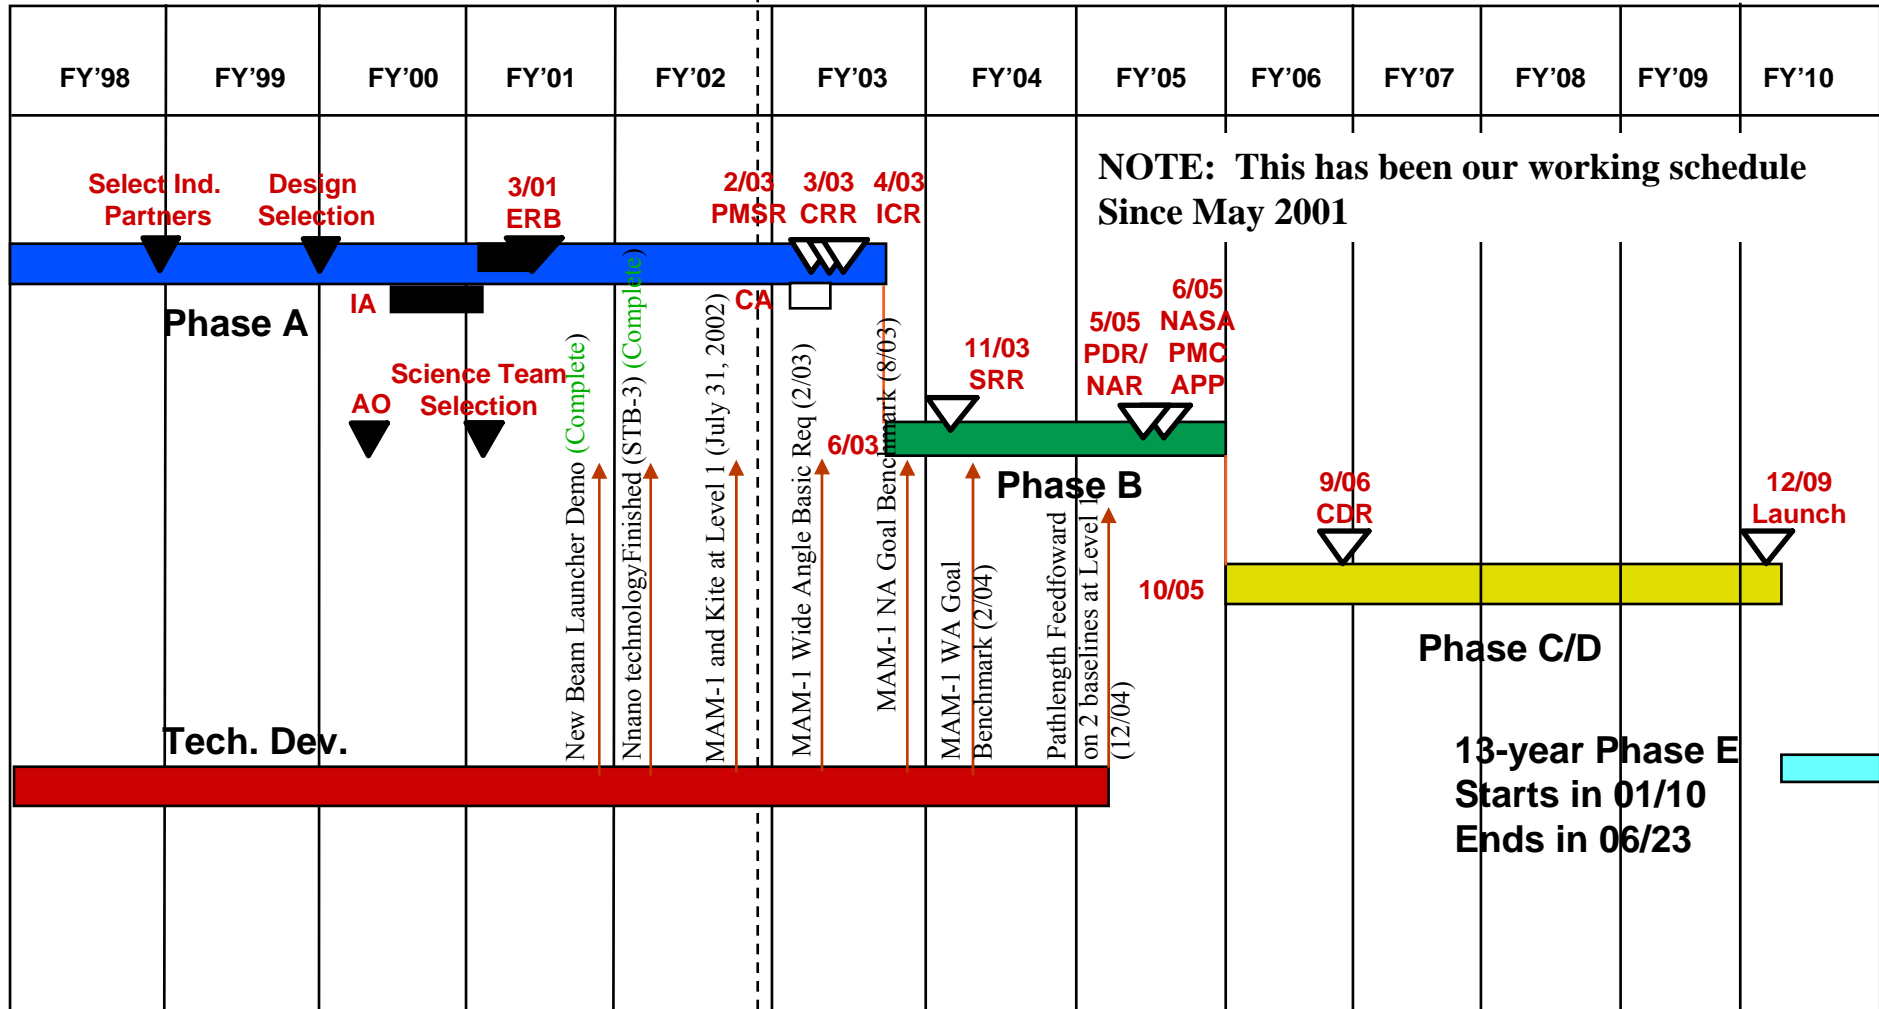 FY'98 FY'99 FY'00 FY'01 FY'02 FY'03 FY'04 FY'05 FY'06 FY'07 FY'08 FY'09 FY'10
NOTE: This has been our working schedule
Since May 2001
Select Ind.
Partners
Design
Selection
3/01
ERB
2/03
PMSR
3/03
CRR
4/03
ICR
IA
CA
Phase A
AO
Science Team
Selection
6/03
11/03
SRR
5/05
PDR/
NAR
6/05
NASA
PMC
APP
Phase B
9/06
CDR
12/09
Launch
10/05
Phase C/D
New Beam Launcher Demo (Complete)
Nnano technologyFinished (STB-3) (Complete)
MAM-1 and Kite at Level 1 (July 31, 2002)
MAM-1 Wide Angle Basic Req (2/03)
MAM-1 NA Goal Benchmark (8/03)
MAM-1 WA Goal
Benchmark (2/04)
Pathlength Feedfoward
on 2 baselines at Level 1
(12/04)
Tech. Dev.
13-year Phase E
Starts in 01/10
Ends in 06/23